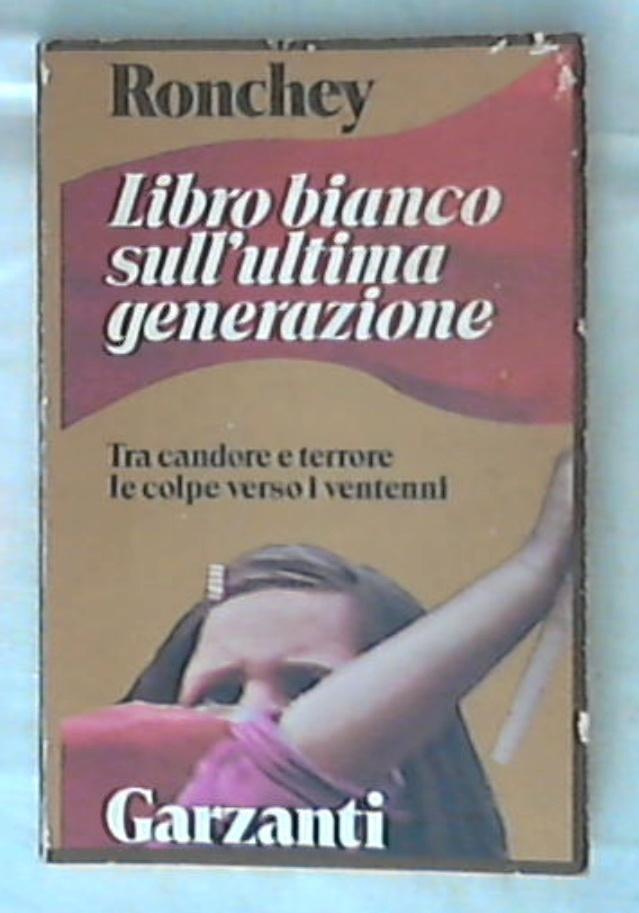 Ronchey
Libro bianco
sull'ultima
generazione
Tra candore e terrore
le colpe verso i ventenni
Garzanti